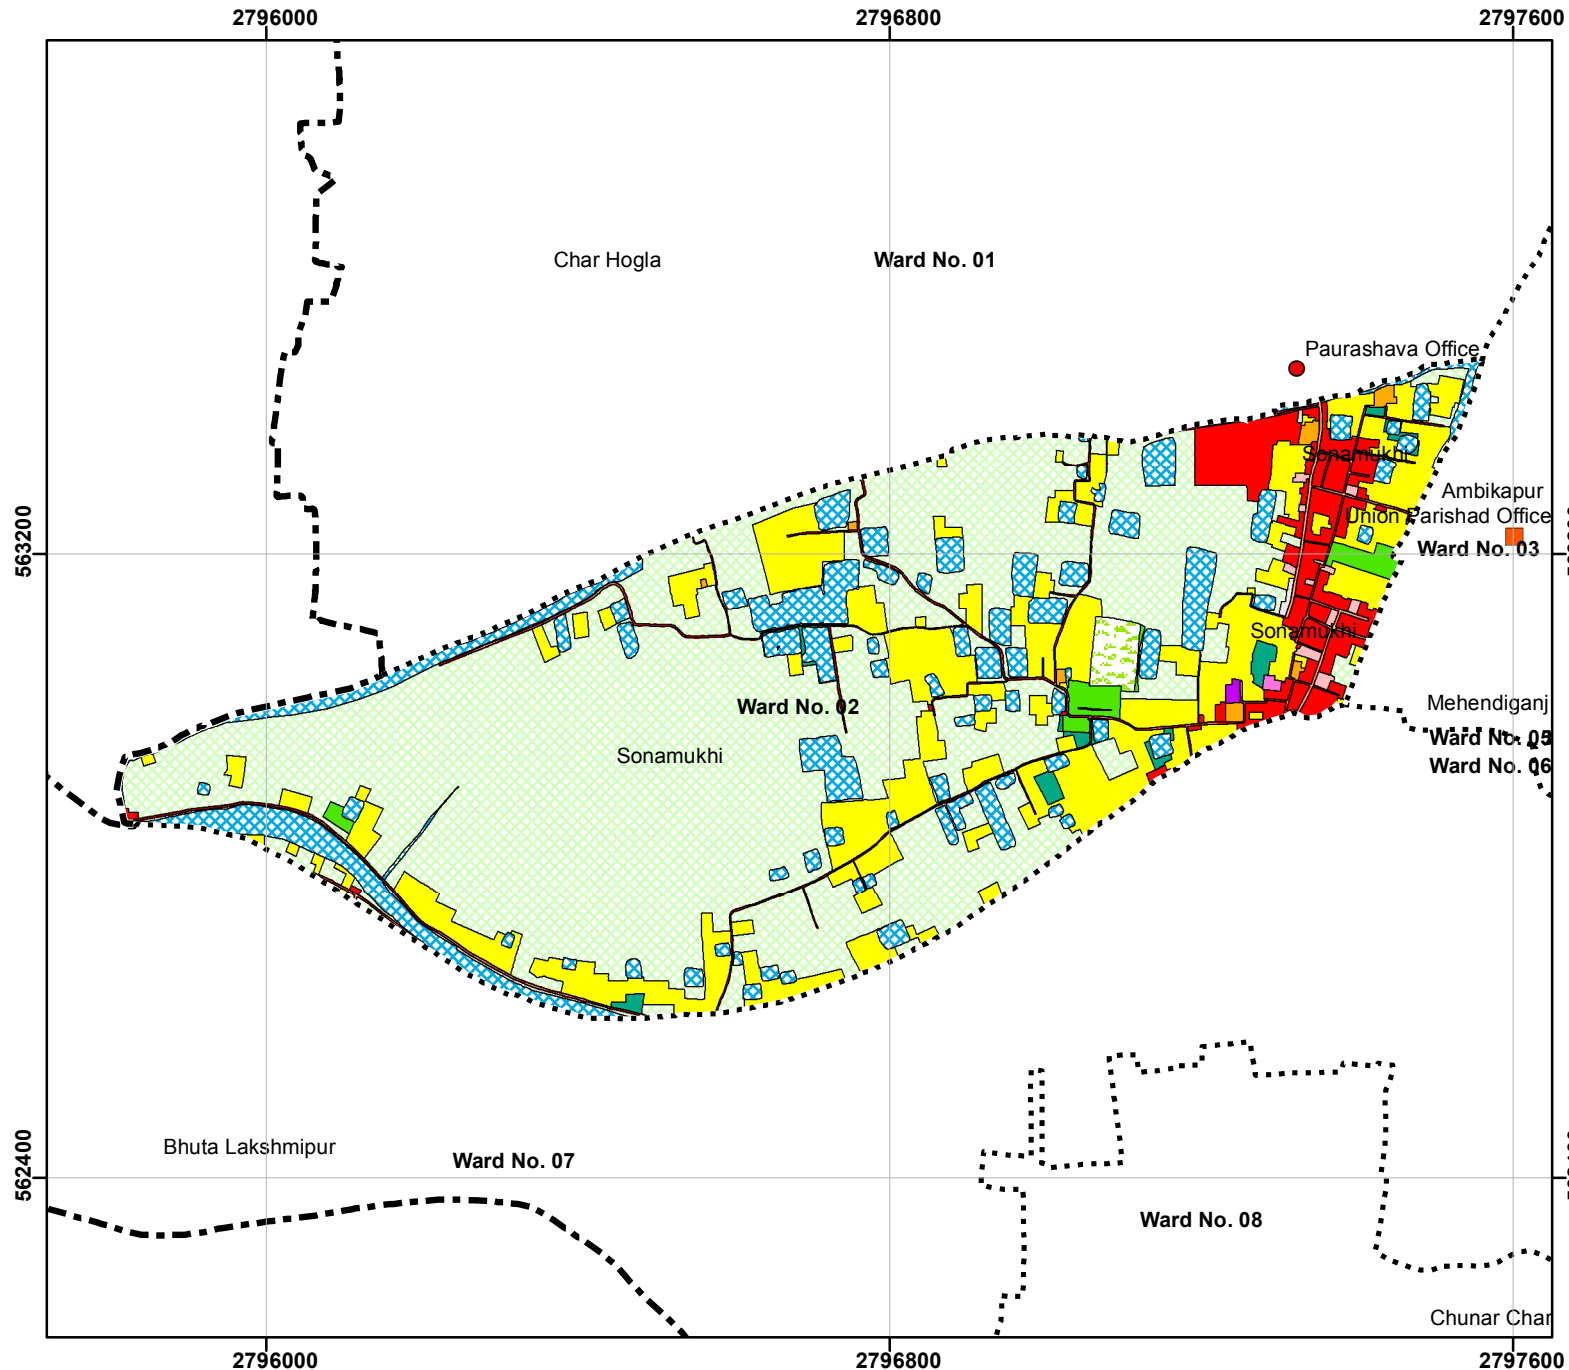 2796000
2796800
2797600
Char Hogla
Ward No. 01
Paurashava Office
Sonamukhi
Ambikapur
Union Parishad Office
Ward No. 03
563200
Sonamukhi
Mehendiganj
Ward No. 02
Ward No. 05
Sonamukhi
Ward No. 06
Bhuta Lakshmipur
Ward No. 07
562400
Ward No. 08
Chunar Char
2796000
2796800
2797600